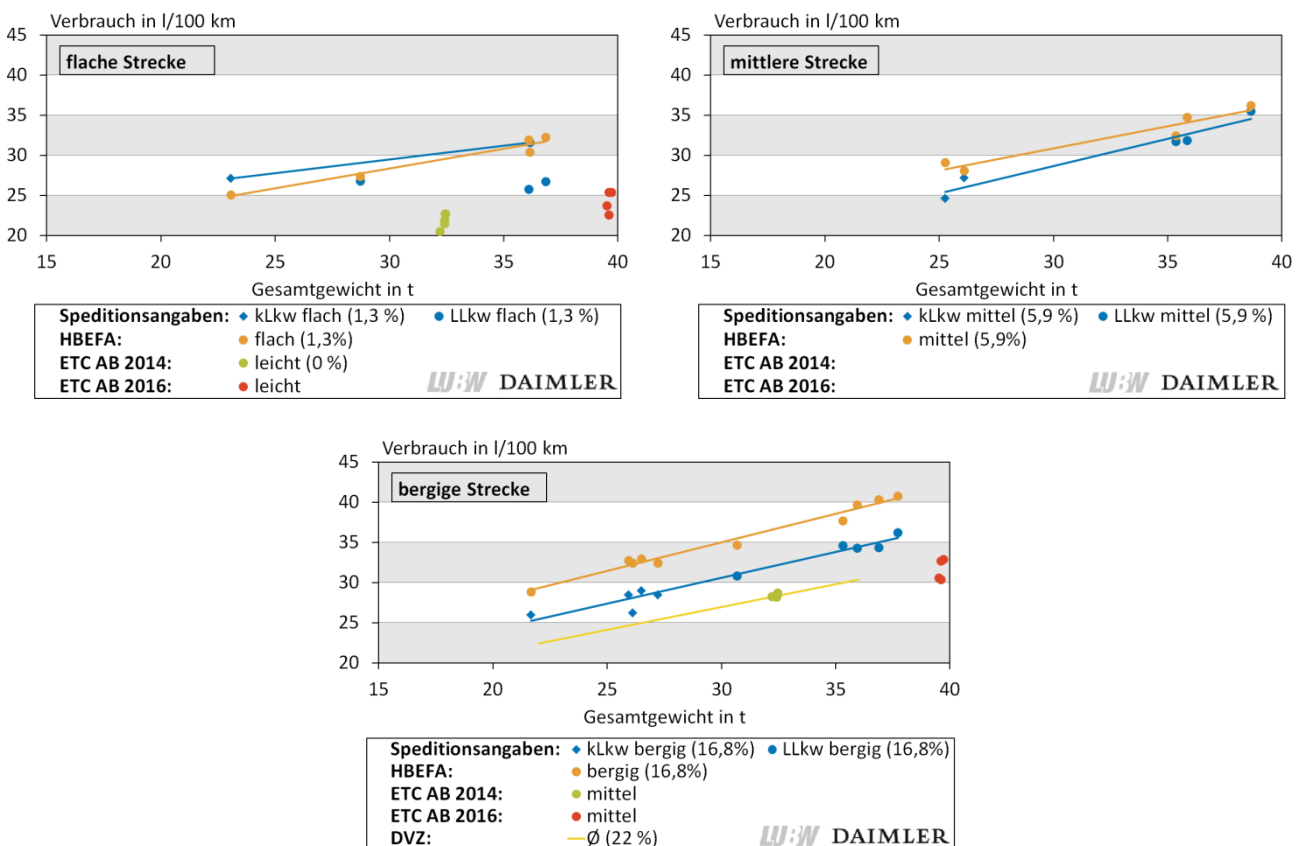 Verbrauch in l/100 km
45
40
35
30
25
20
flache Strecke
15 20 25 30 35 40
Gesamtgewicht in t
Speditionsangaben: kLkw flach (1,3 %) LLkw flach (1,3 %)
HBEFA: flach (1,3%)
ETC AB 2014: leicht (0 %)
ETC AB 2016: leicht
LUBW DAIMLER
Verbrauch in l/100 km
45
40
35
30
25
20
mittlere Strecke
15 20 25 30 35 40
Gesamtgewicht in t
Speditionsangaben: kLkw mittel (5,9 %) LLkw mittel (5,9 %)
HBEFA: mittel (5,9%)
ETC AB 2014:
ETC AB 2016:
LUBW DAIMLER
Verbrauch in l/100 km
45
40
35
30
25
20
bergige Strecke
15 20 25 30 35 40
Gesamtgewicht in t
Speditionsangaben: kLkw bergig (16,8%) LLkw bergig (16,8%)
HBEFA: bergig (16,8%)
ETC AB 2014: mittel
ETC AB 2016: mittel
DVZ: Ø (22 %)
LUBW DAIMLER